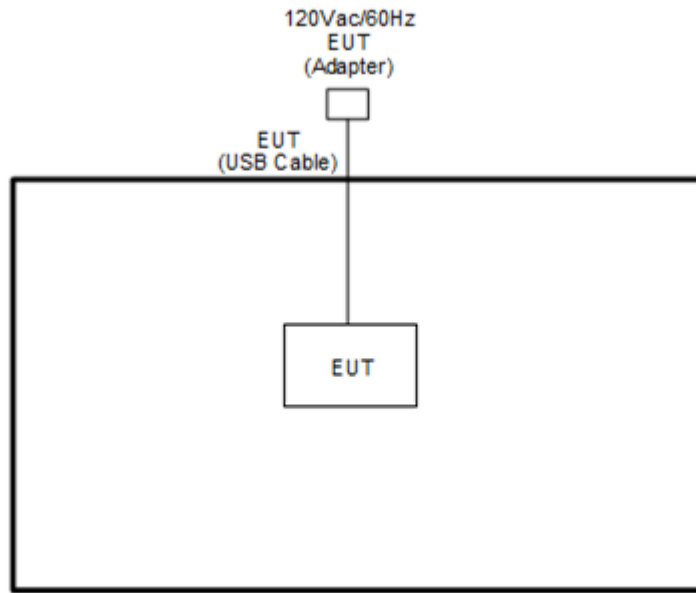 120Vac/60Hz
EUT
(Adapter)
EUT
(USB Cable)
EUT